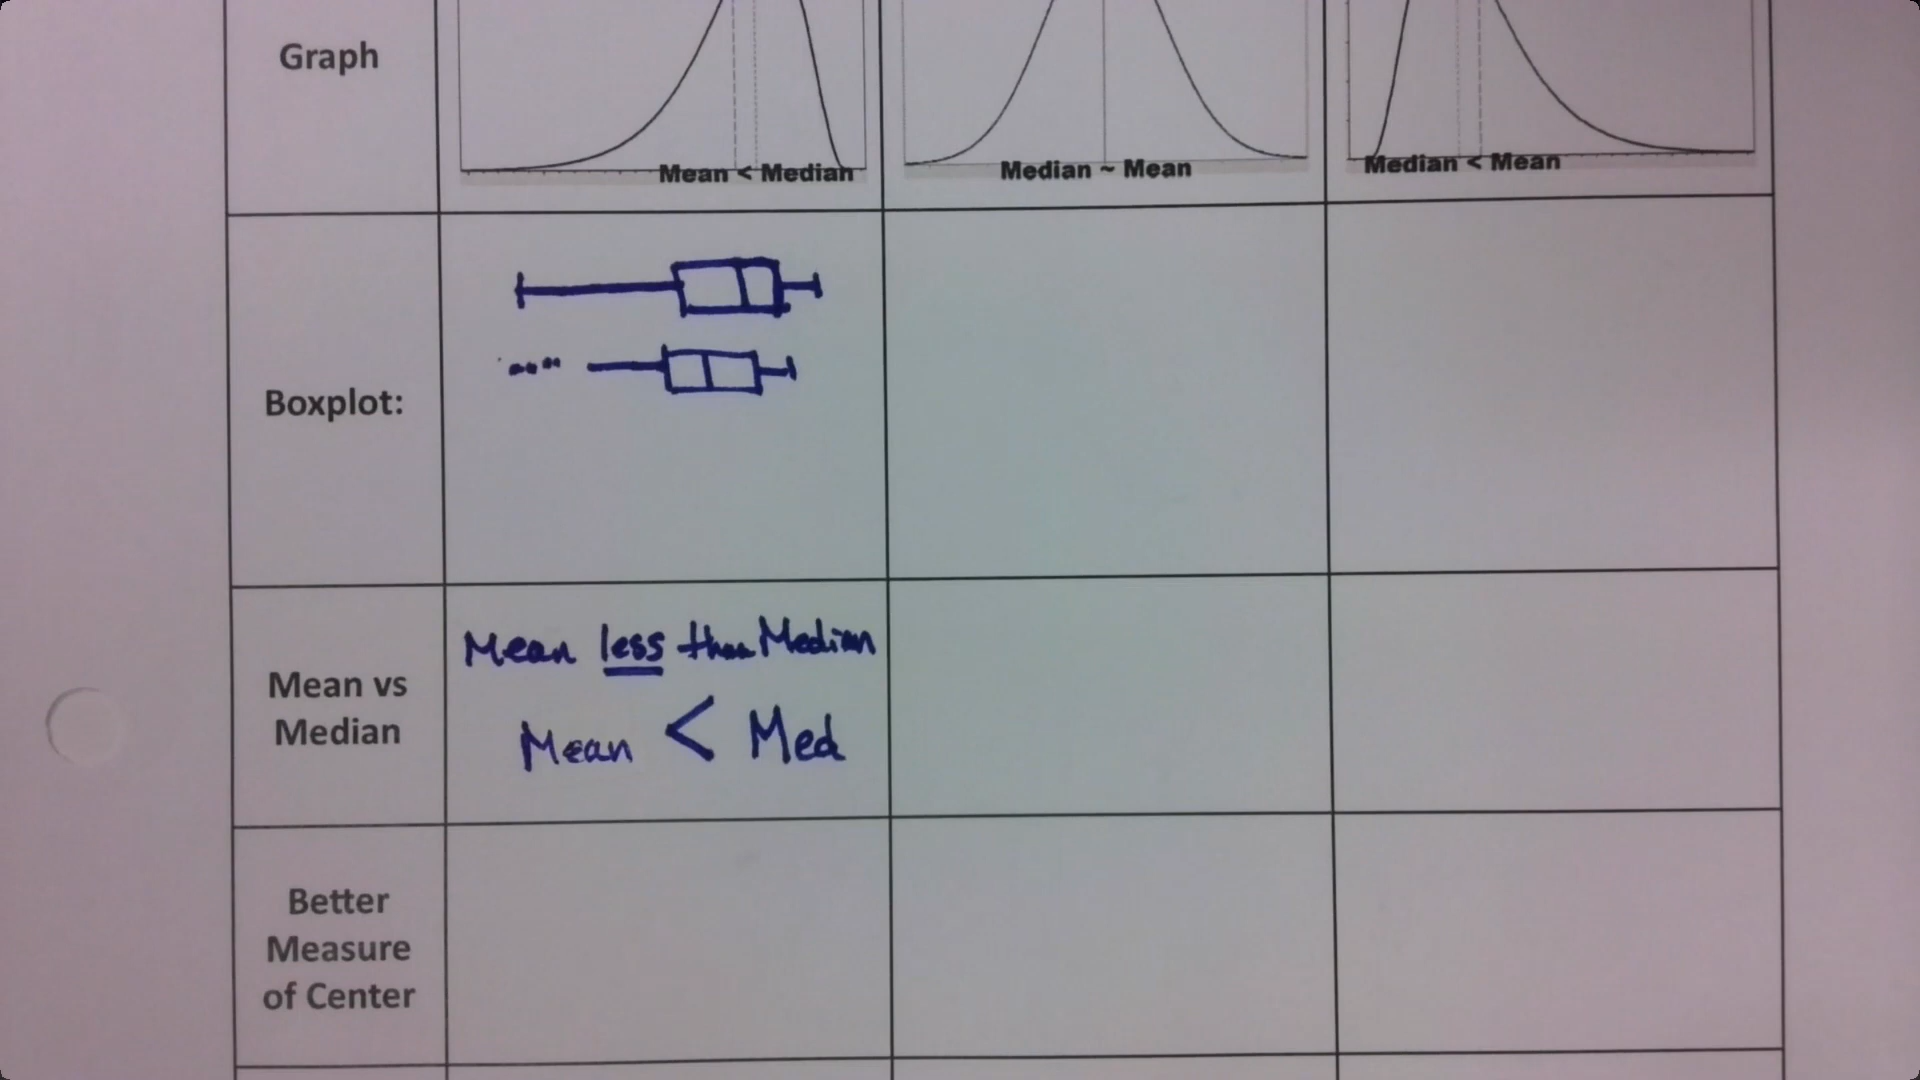 Graph
Mean < Median
Median ~ Mean
Median < Mean
Boxplot:
Mean vs
Median
Mean less than Median
Mean < Med
Better
Measure
of Center